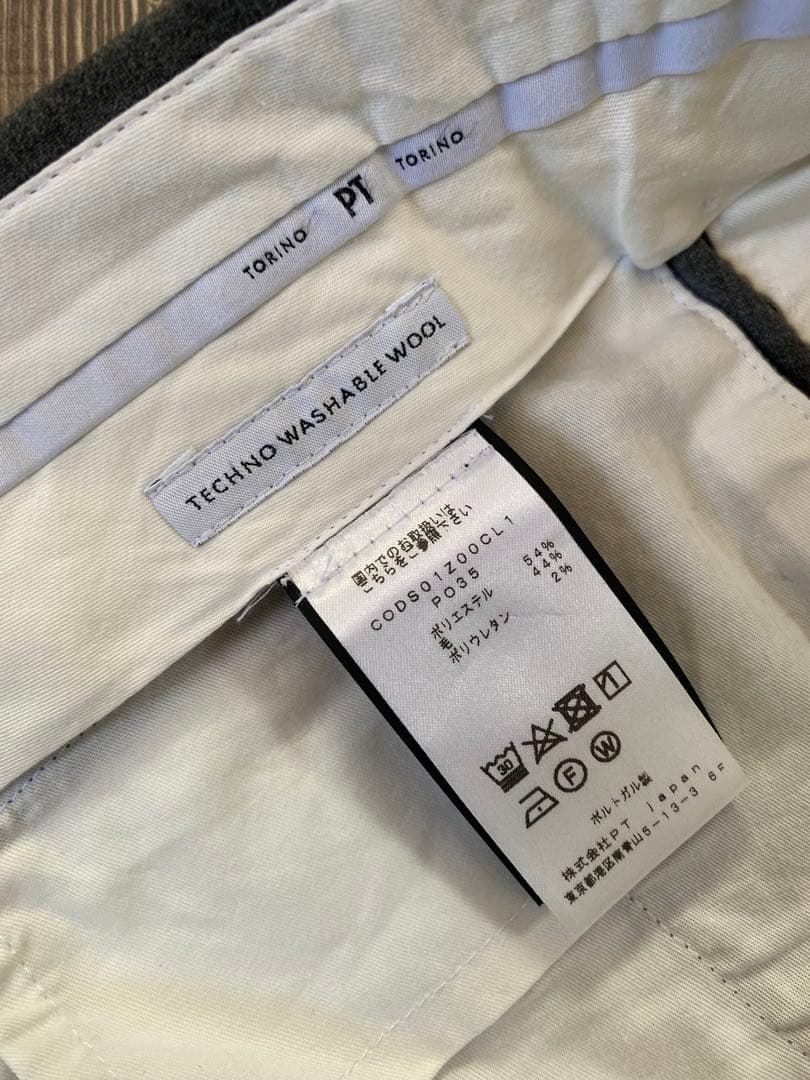 TORINO PT TORINO
TECHNO WASHABLE WOOL
国内でのお取扱いは
こちらをご参照下さい
CODS01Z00CL1
PO35
ポリエステル 54%
毛 44%
ポリウレタン 2%
1
30
F W
ポルトガル製
株式会社PT Japan
東京都港区南青山5-13-3 6F